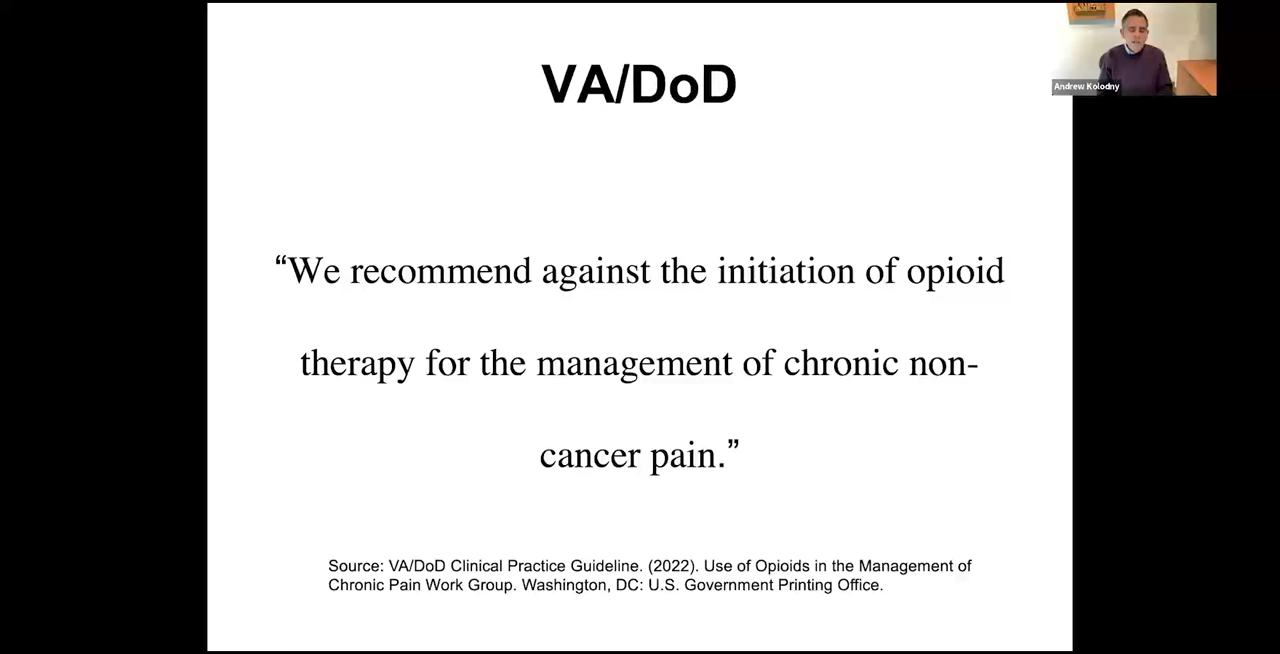 VA/DoD
Andrew Kolodny
“We recommend against the initiation of opioid
therapy for the management of chronic non-
cancer pain.”
Source: VA/DoD Clinical Practice Guideline. (2022). Use of Opioids in the Management of
Chronic Pain Work Group. Washington, DC: U.S. Government Printing Office.